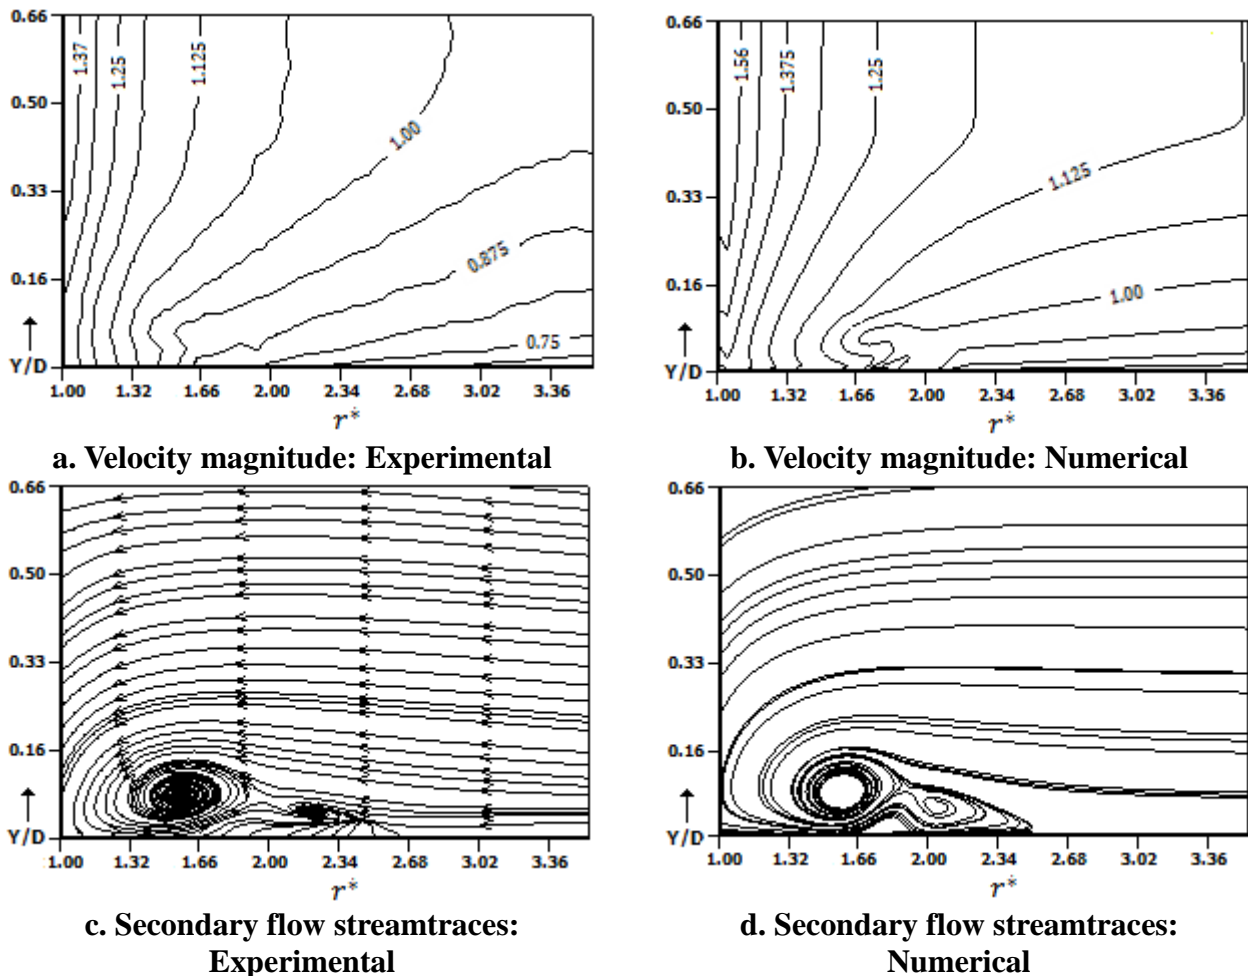 0.66
0.50
0.33
0.16
Y/D
1.37
1.25
1.125
1.00
0.875
0.75
1.00 1.32 1.66 2.00 2.34 2.68 3.02 3.36
r*
a. Velocity magnitude: Experimental
0.66
0.50
0.33
0.16
Y/D
1.56
1.375
1.25
1.125
1.00
1.00 1.32 1.66 2.00 2.34 2.68 3.02 3.36
r*
b. Velocity magnitude: Numerical
0.66
0.50
0.33
0.16
Y/D
1.00 1.32 1.66 2.00 2.34 2.68 3.02 3.36
r*
c. Secondary flow streamtraces:
Experimental
0.66
0.50
0.33
0.16
Y/D
1.00 1.32 1.66 2.00 2.34 2.68 3.02 3.36
r*
d. Secondary flow streamtraces:
Numerical